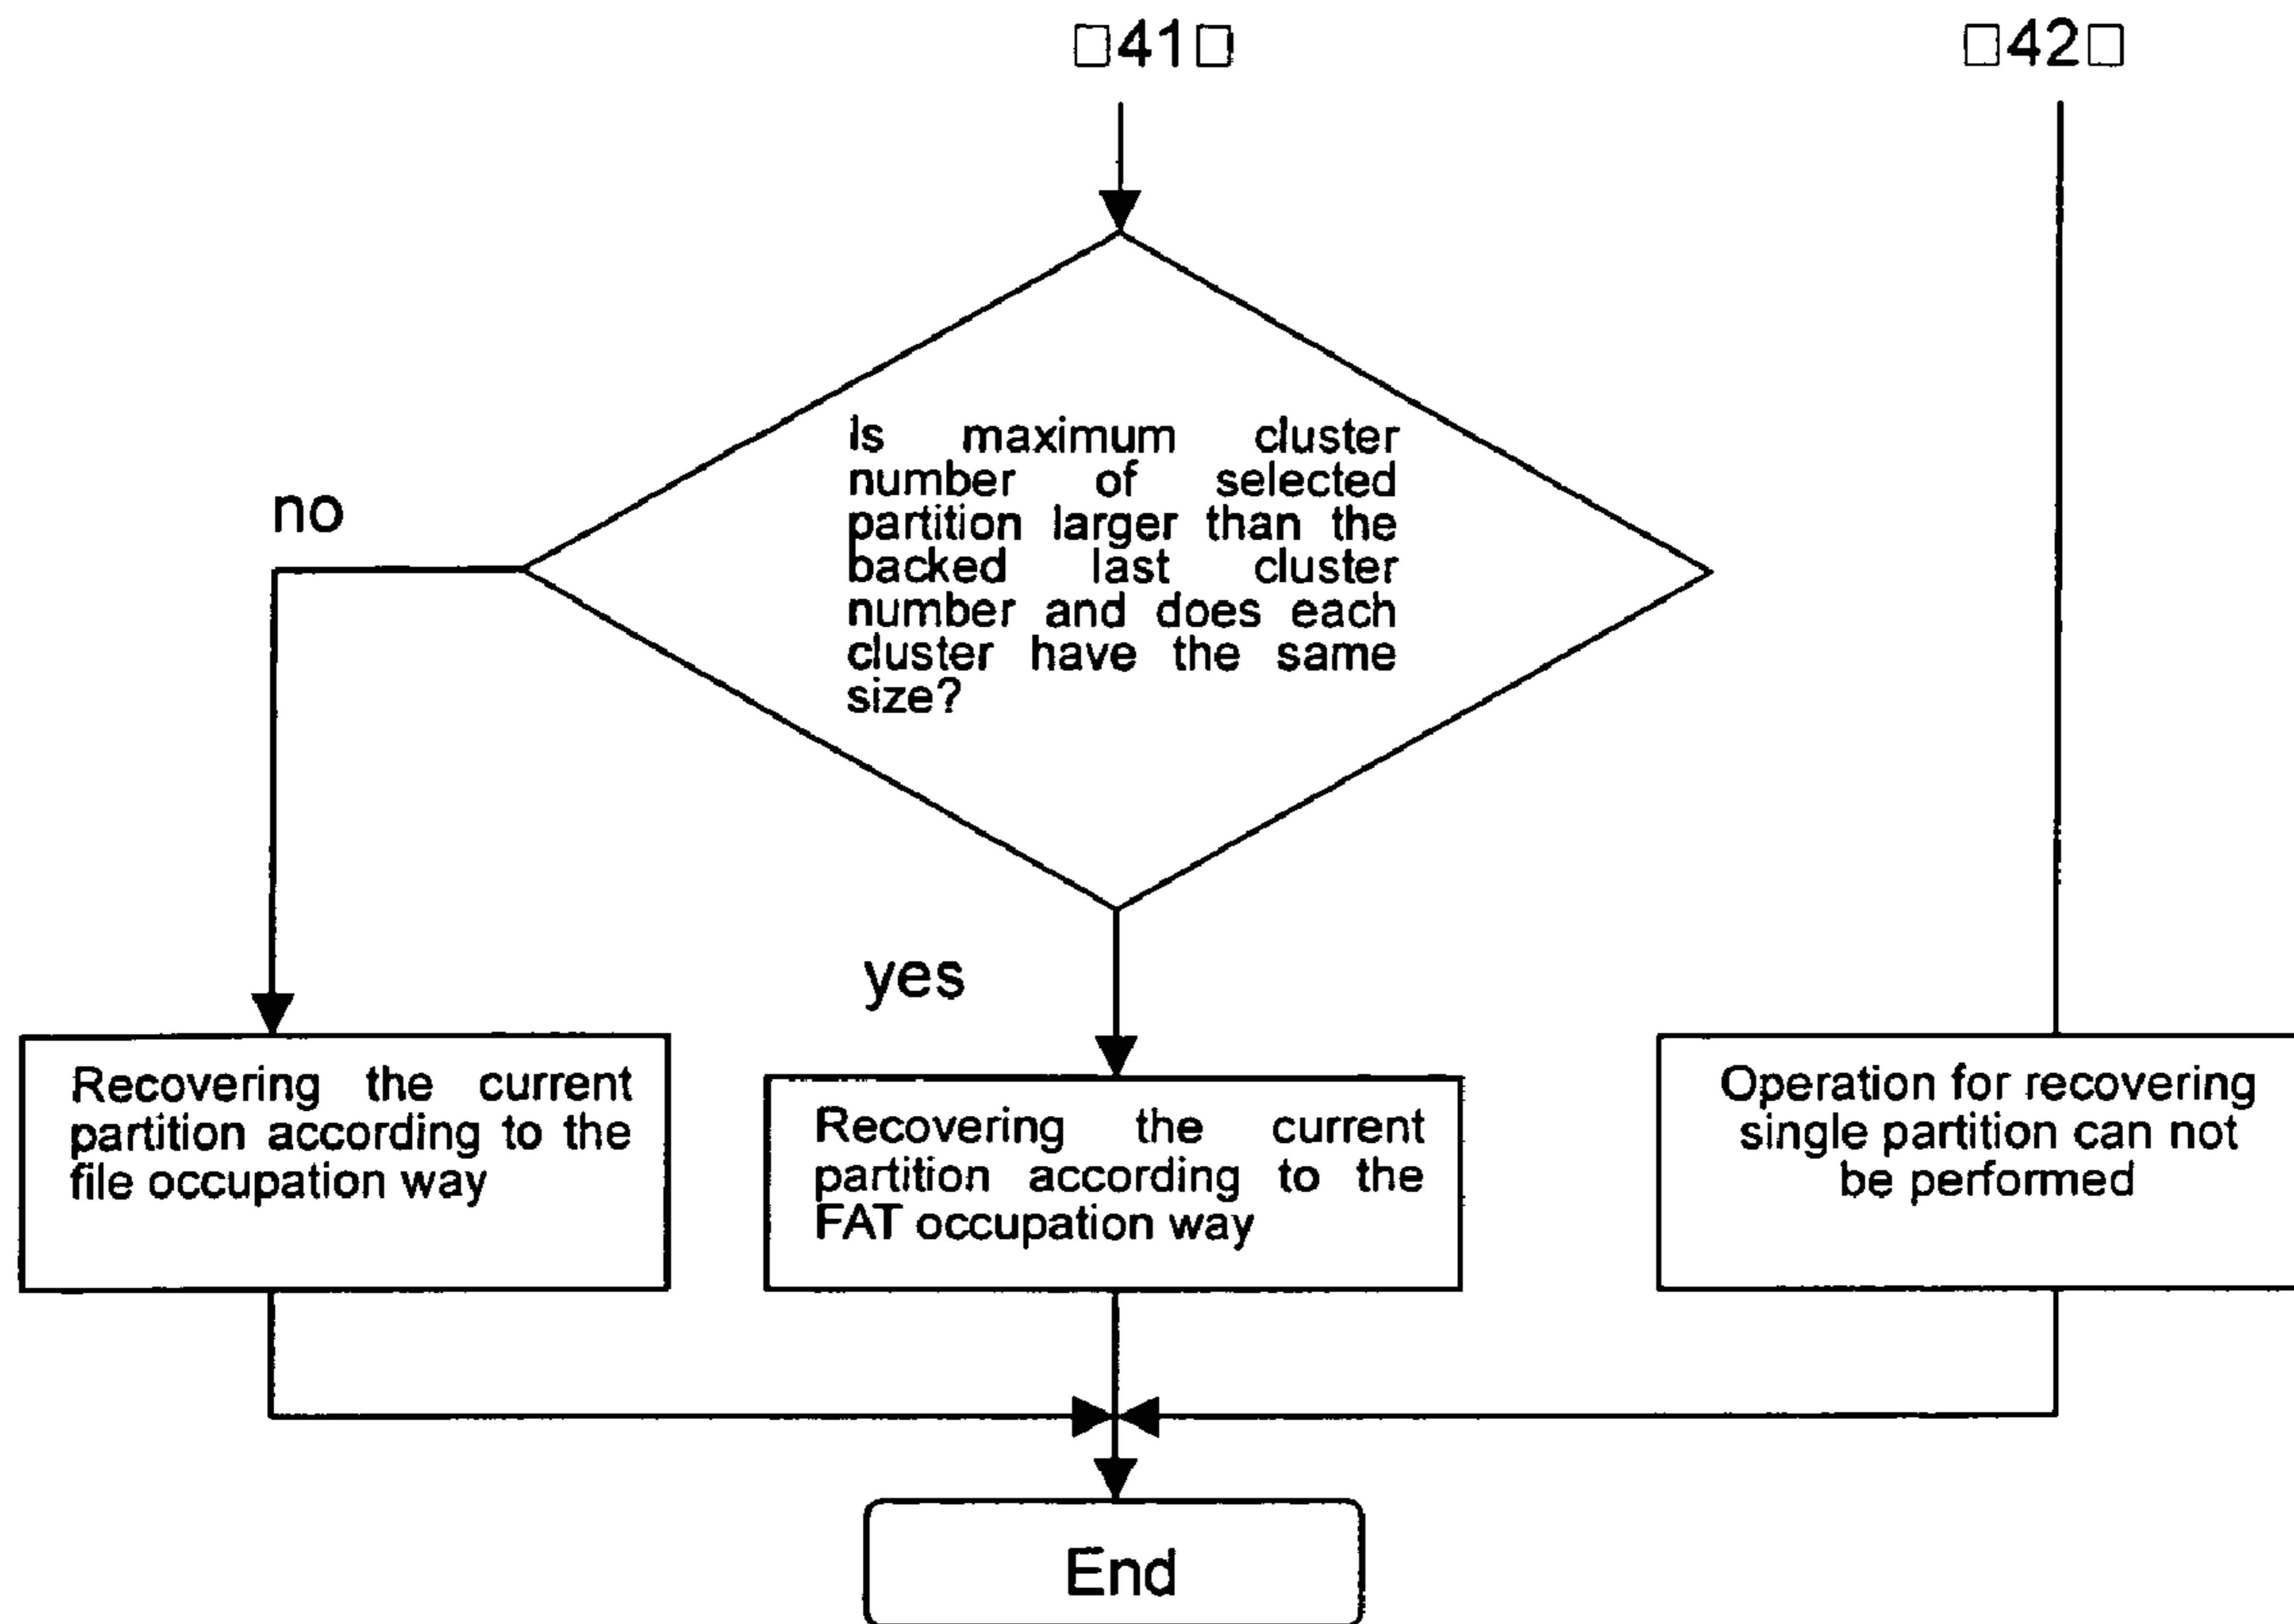 □41□
□42□
Is maximum cluster
number of selected
partition larger than the
backed last cluster
number and does each
cluster have the same
size?
no
yes
Recovering the current
partition according to the
file occupation way
Recovering the current
partition according to the
FAT occupation way
Operation for recovering
single partition can not
be performed
End